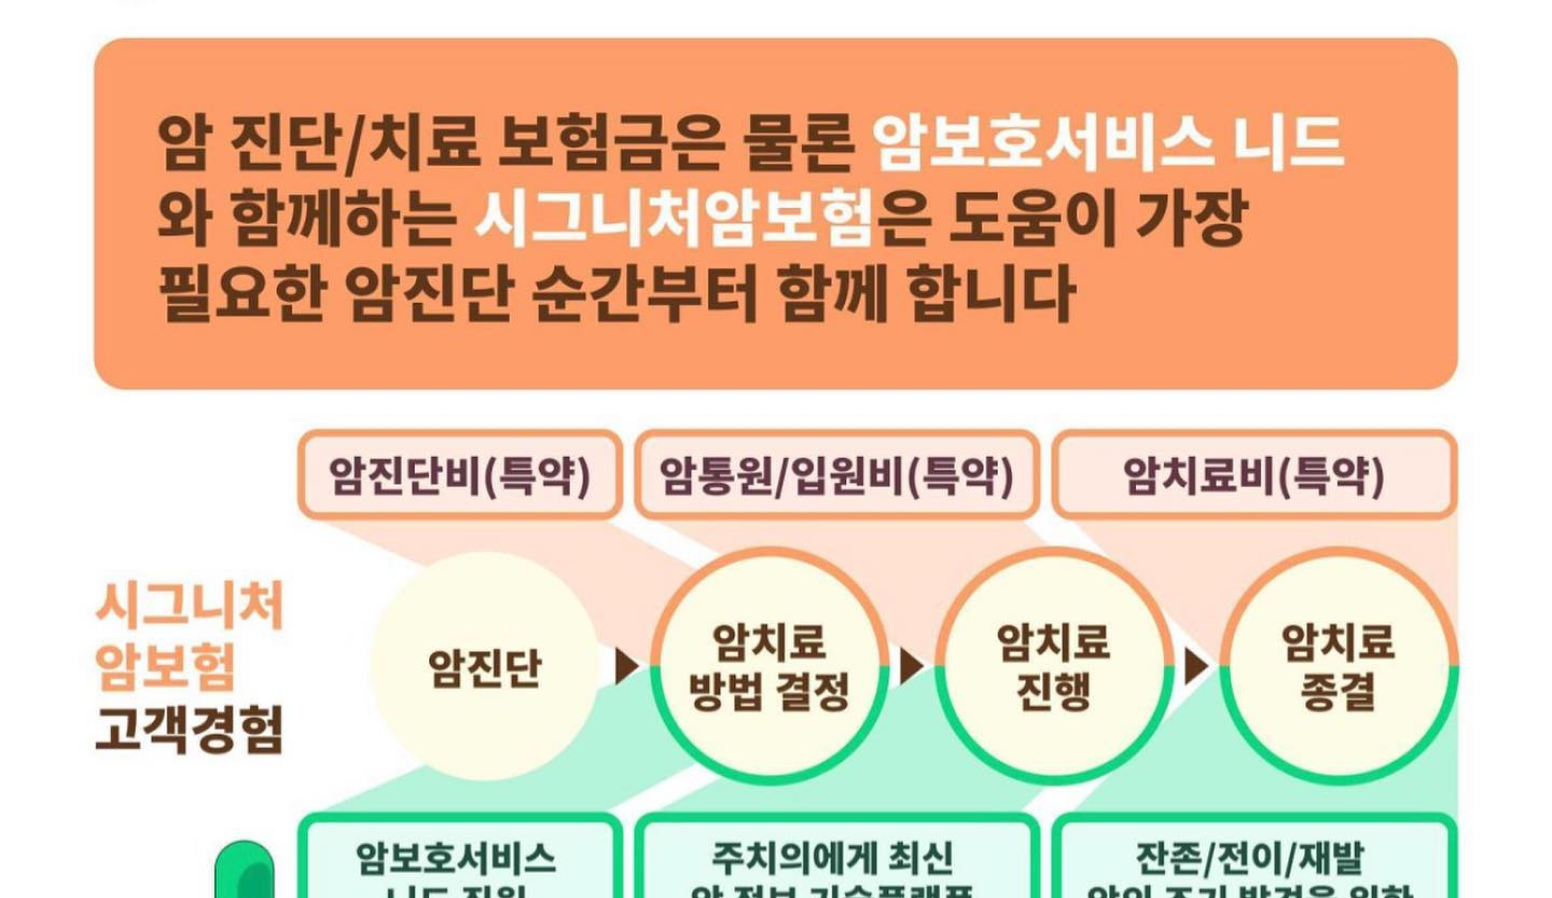 암 진단/치료 보험금은 물론 암보호서비스 니드
와 함께하는 시그니처암보험은 도움이 가장
필요한 암진단 순간부터 함께 합니다
암진단비(특약) 암통원/입원비(특약) 암치료비(특약)
시그니처
암보험
고객경험
암진단
암치료
방법 결정
암치료
진행
암치료
종결
암보호서비스
주치의에게 최신
잔존/전이/재발